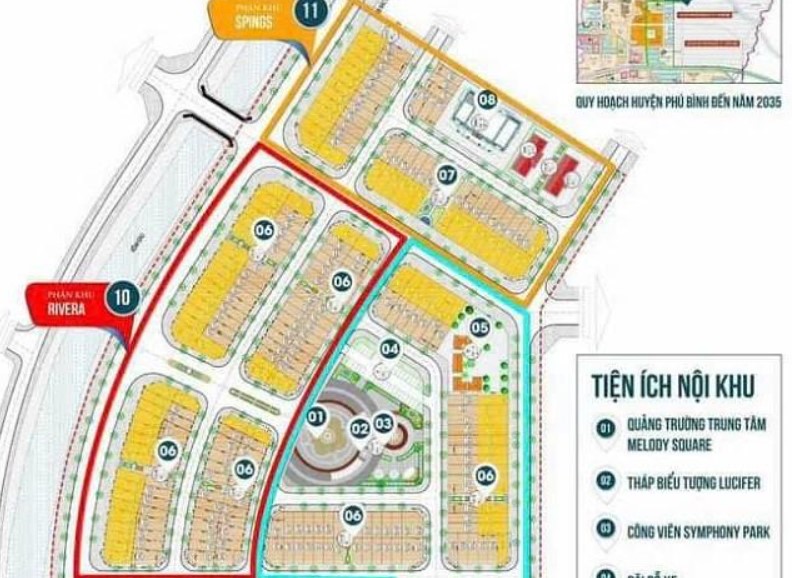 PHÂN KHU
SPINGS
11
08
07
QUY HOẠCH HUYỆN PHÚ BÌNH ĐẾN NĂM 2035
06
06
PHÂN KHU
RIVERA
10
05
04
01
02
03
06
06
06
06
TIỆN ÍCH NỘI KHU
01 QUẢNG TRƯỜNG TRUNG TÂM
MELODY SQUARE
02 THÁP BIỂU TƯỢNG LUCIFER
03 CÔNG VIÊN SYMPHONY PARK